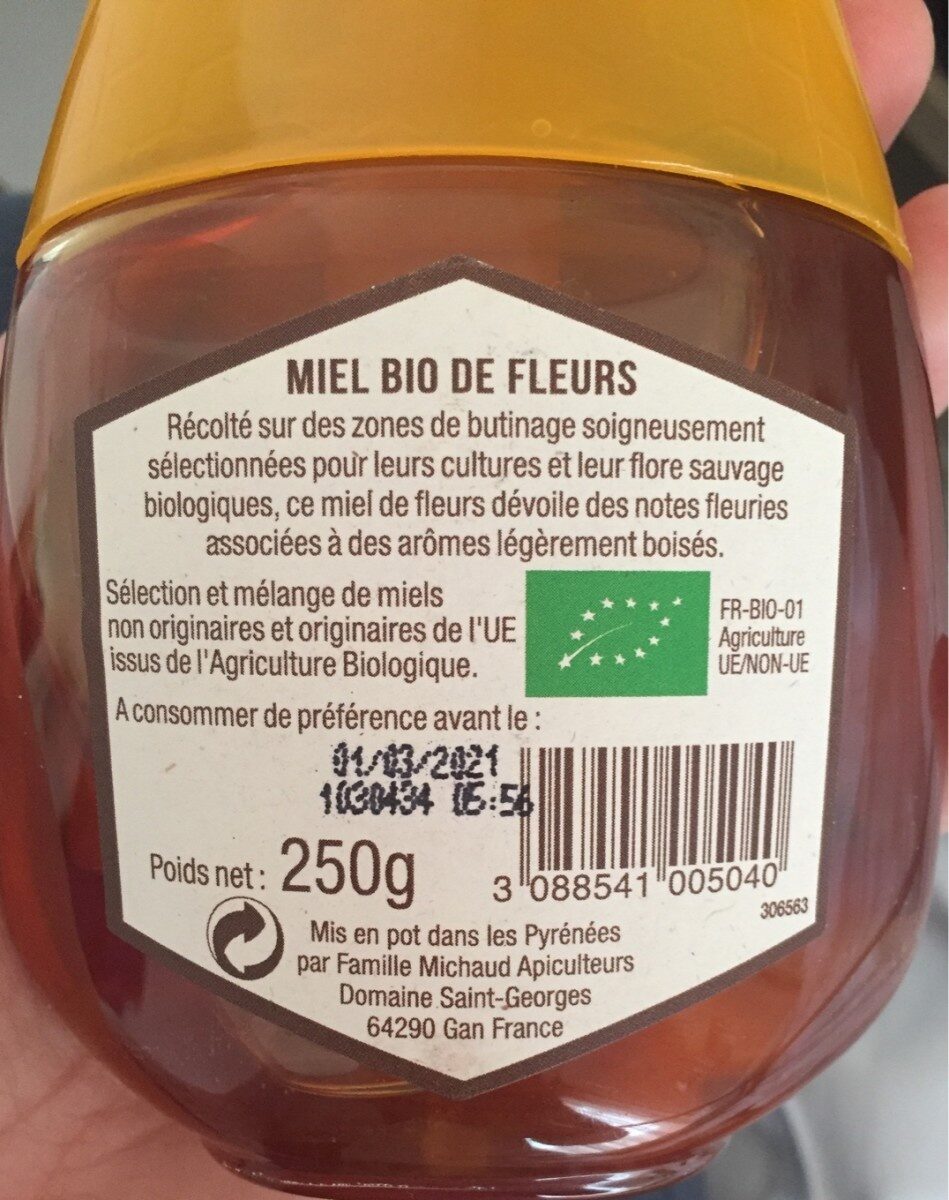 MIEL BIO DE FLEURS
Récolté sur des zones de butinage soigneusement
sélectionnées pour leurs cultures et leur flore sauvage
biologiques, ce miel de fleurs dévoile des notes fleuries
associées à des arômes légèrement boisés.
Sélection et mélange de miels
non originaires et originaires de l'UE
issus de l'Agriculture Biologique.
FR-BIO-01
Agriculture
UE/NON-UE
A consommer de préférence avant le :
01/03/2021
1030434 05:56
Poids net : 250g
3 088541 005040
306563
Mis en pot dans les Pyrénées
par Famille Michaud Apiculteurs
Domaine Saint-Georges
64290 Gan France